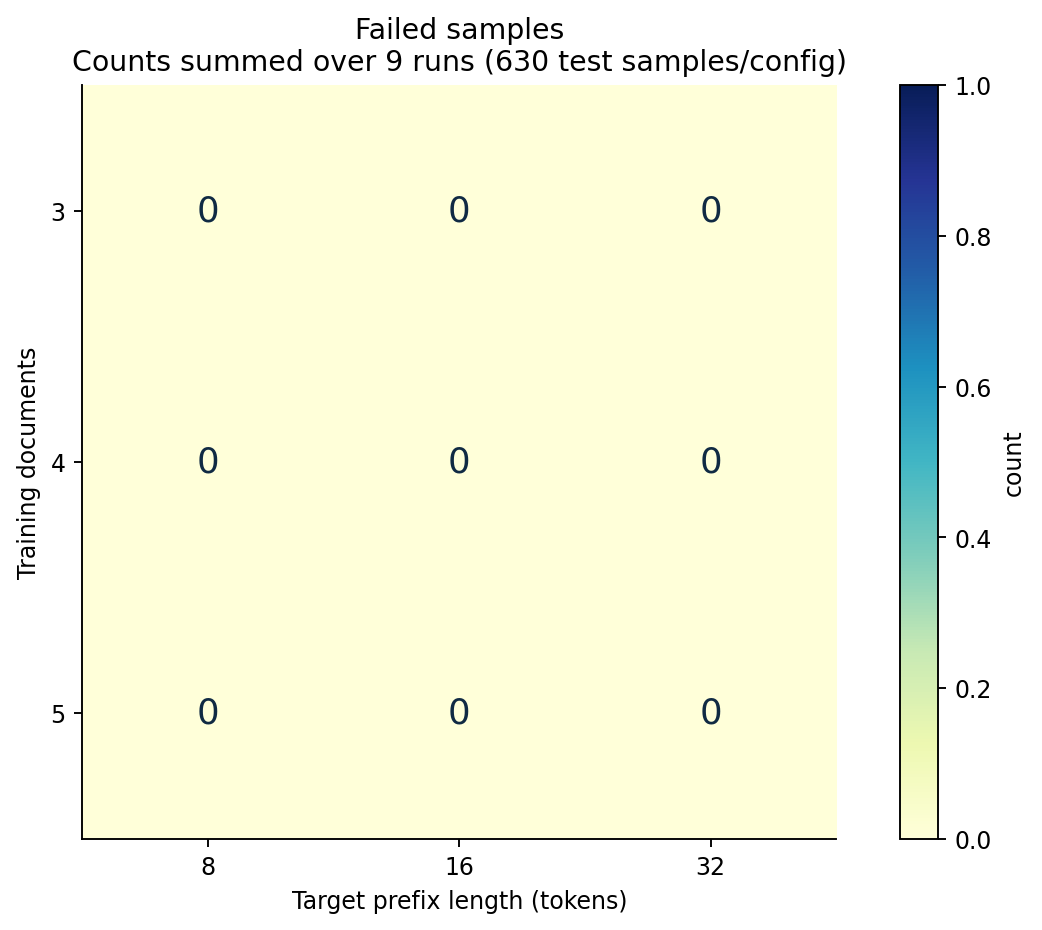 Failed samples
Counts summed over 9 runs (630 test samples/config)
1.0
3 0 0 0
0.8
0.6
Training documents
4 0 0 0
count
0.4
0.2
5 0 0 0
0.0
8 16 32
Target prefix length (tokens)